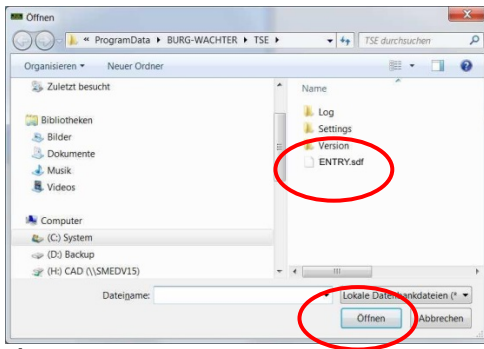 Öffnen
« ProgramData ▸ BURG-WACHTER ▸ TSE ▸
TSE durchsuchen
Organisieren
Neuer Ordner
Zuletzt besucht
Bibliotheken
Bilder
Dokumente
Musik
Videos
Computer
(C:) System
(D:) Backup
(H:) CAD (\\SMEDV15)
Name
Log
Settings
Version
ENTRY.sdf
Dateiname:
Lokale Datenbankdateien (*
Öffnen
Abbrechen